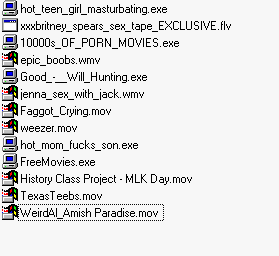 hot_teen_girl_masturbating.exe
xxxbritney_spears_sex_tape_EXCLUSIVE.flv
10000s_OF_PORN_MOVIES.exe
epic_boobs.wmv
Good_-__Will_Hunting.exe
jenna_sex_with_jack.wmv
Faggot_Crying.mov
weezer.mov
hot_mom_fucks_son.exe
FreeMovies.exe
History Class Project - MLK Day.mov
TexasTeebs.mov
WeirdAl_Amish Paradise.mov